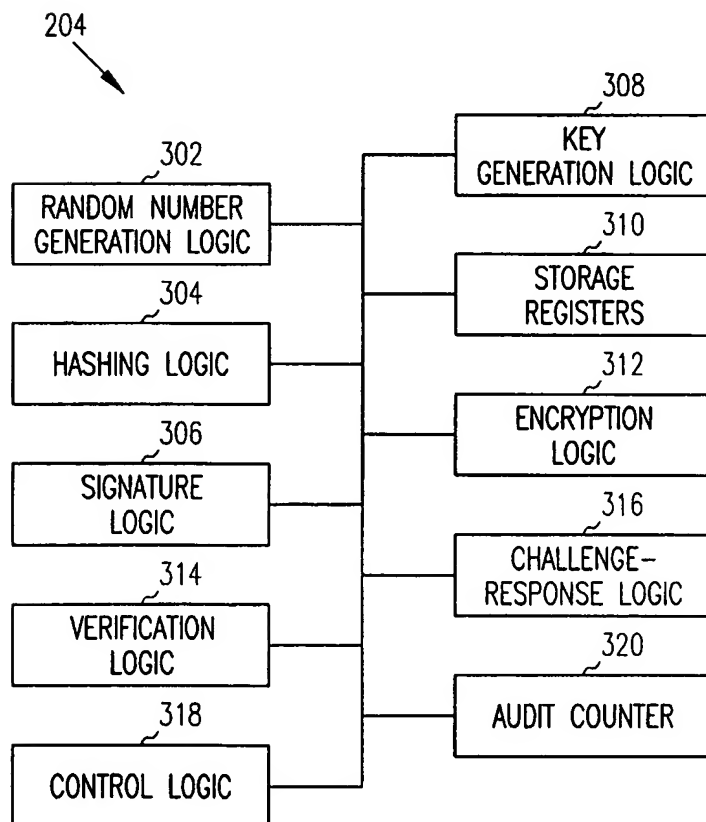 204
302
RANDOM NUMBER
GENERATION LOGIC
304
HASHING LOGIC
306
SIGNATURE
LOGIC
314
VERIFICATION
LOGIC
318
CONTROL LOGIC
308
KEY
GENERATION LOGIC
310
STORAGE
REGISTERS
312
ENCRYPTION
LOGIC
316
CHALLENGE-
RESPONSE LOGIC
320
AUDIT COUNTER